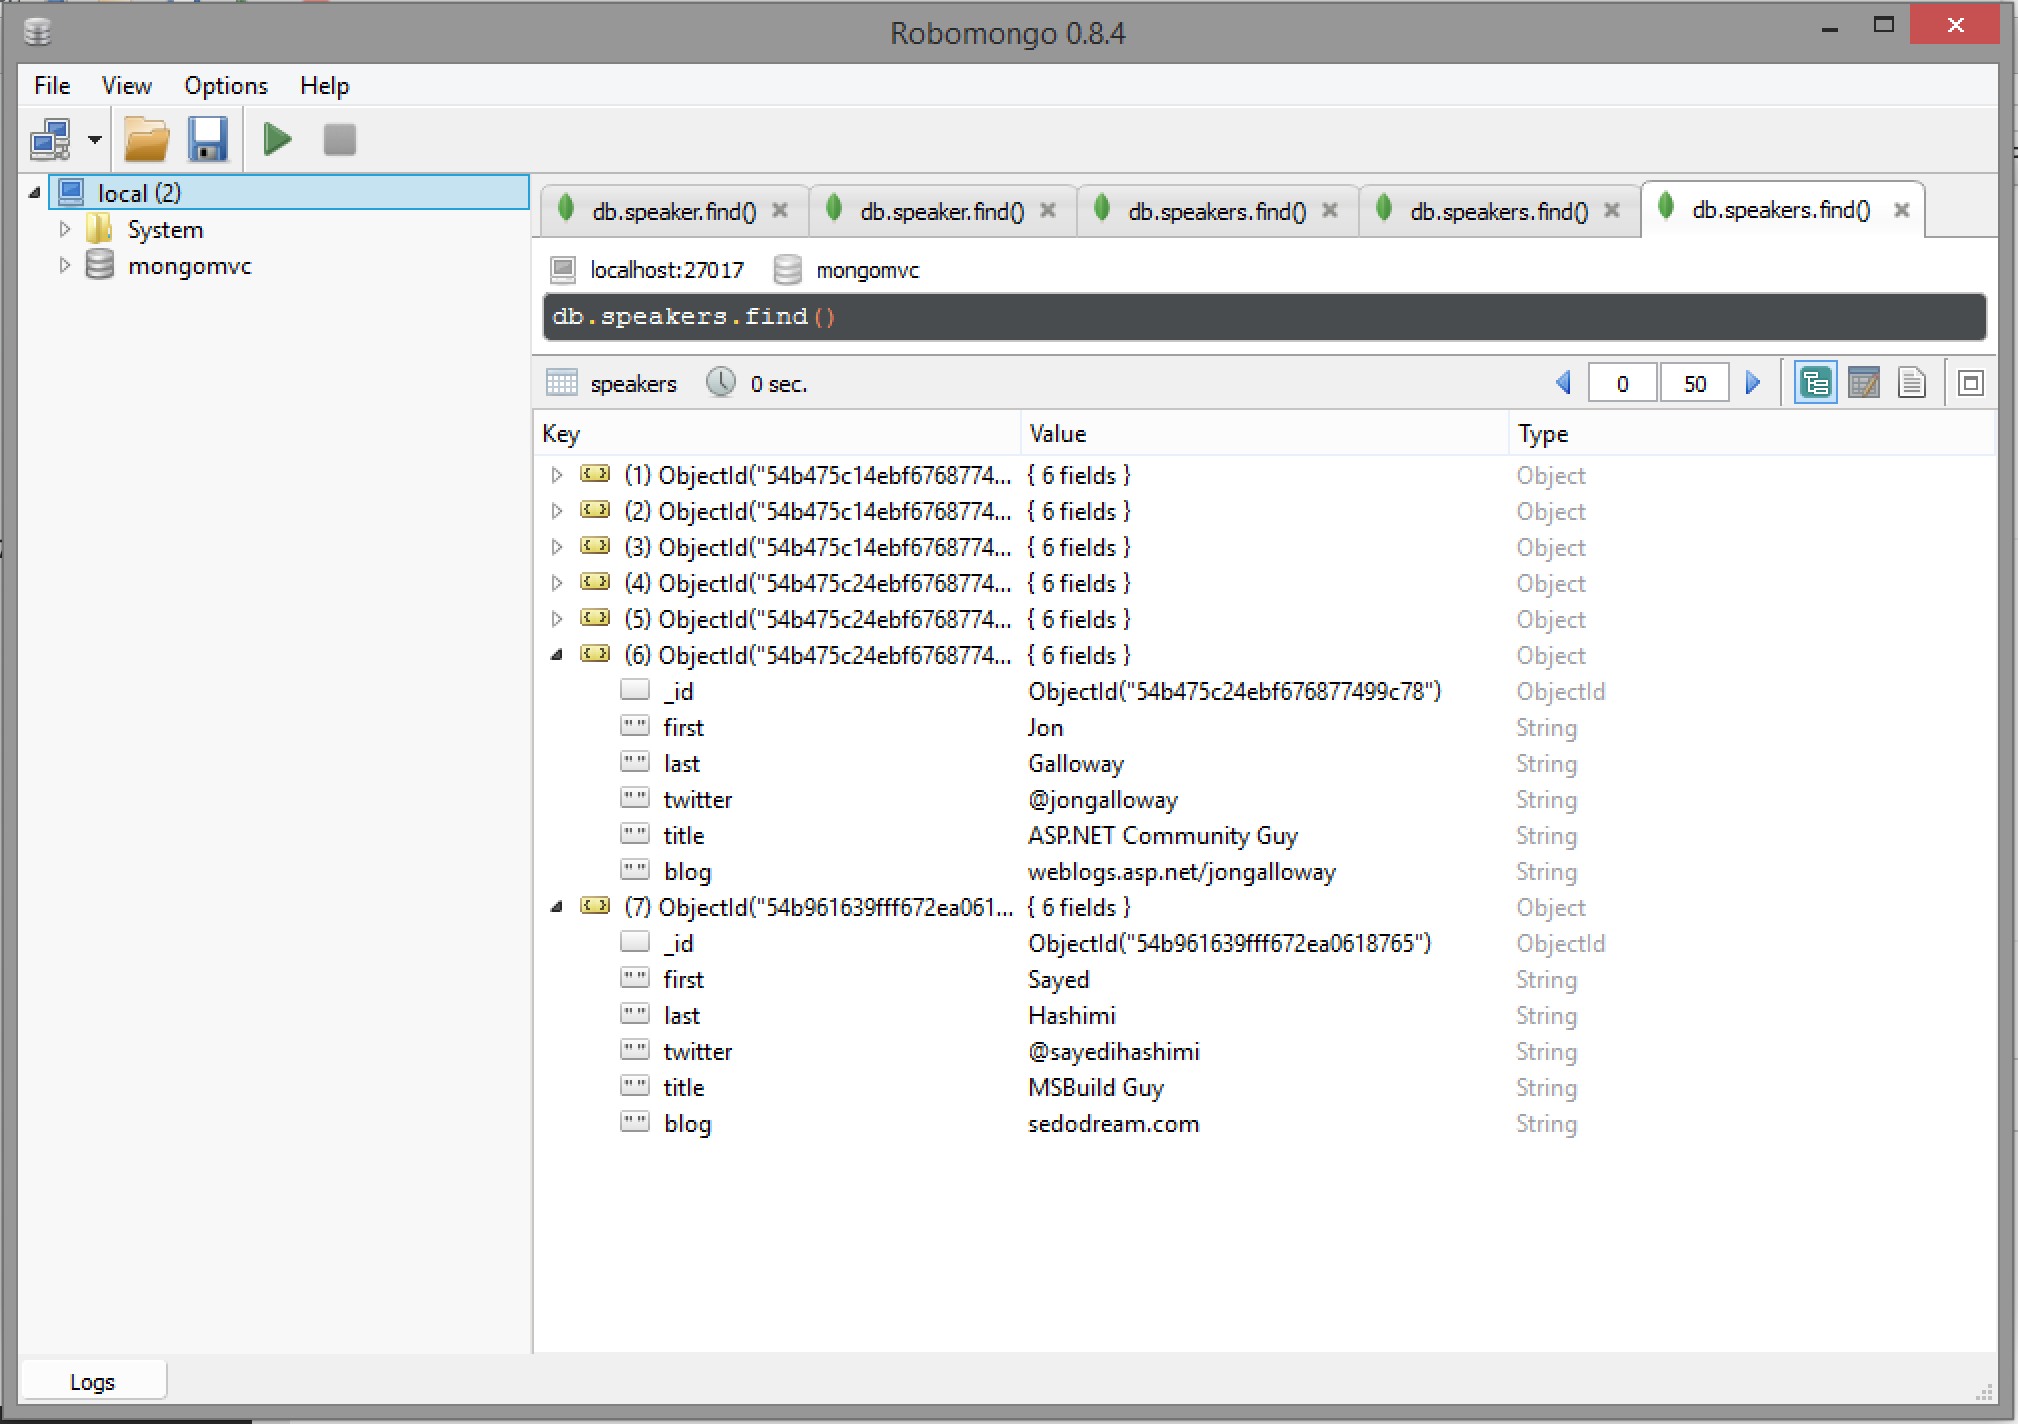 Robomongo 0.8.4
File View Options Help
local (2)
System
mongomvc
db.speaker.find() db.speaker.find() db.speakers.find() db.speakers.find() db.speakers.find()
localhost:27017 mongomvc
db.speakers.find()
speakers 0 sec. 0 50
Key Value Type
(1) ObjectId("54b475c14ebf6768774... { 6 fields } Object
(2) ObjectId("54b475c14ebf6768774... { 6 fields } Object
(3) ObjectId("54b475c14ebf6768774... { 6 fields } Object
(4) ObjectId("54b475c24ebf6768774... { 6 fields } Object
(5) ObjectId("54b475c24ebf6768774... { 6 fields } Object
(6) ObjectId("54b475c24ebf6768774... { 6 fields } Object
_id ObjectId("54b475c24ebf676877499c78") ObjectId
first Jon String
last Galloway String
twitter @jongalloway String
title ASP.NET Community Guy String
blog weblogs.asp.net/jongalloway String
(7) ObjectId("54b961639fff672ea061... { 6 fields } Object
_id ObjectId("54b961639fff672ea0618765") ObjectId
first Sayed String
last Hashimi String
twitter @sayedihashimi String
title MSBuild Guy String
blog sedodream.com String
Logs